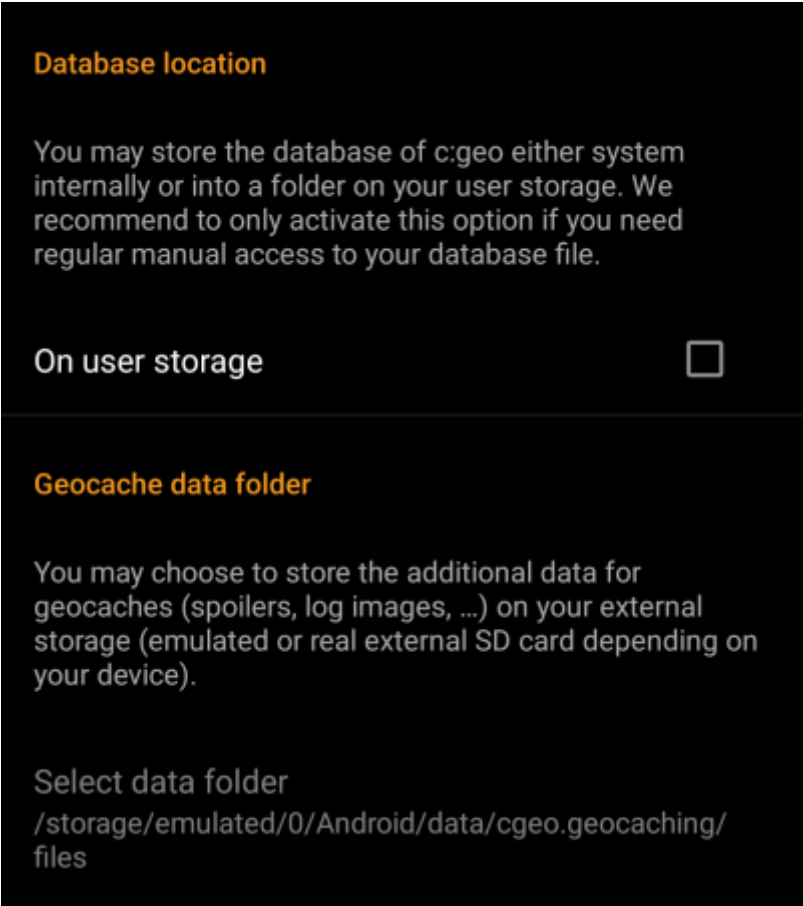 Database location
You may store the database of c:geo either system
internally or into a folder on your user storage. We
recommend to only activate this option if you need
regular manual access to your database file.
On user storage
Geocache data folder
You may choose to store the additional data for
geocaches (spoilers, log images, …) on your external
storage (emulated or real external SD card depending on
your device).
Select data folder
/storage/emulated/0/Android/data/cgeo.geocaching/
files